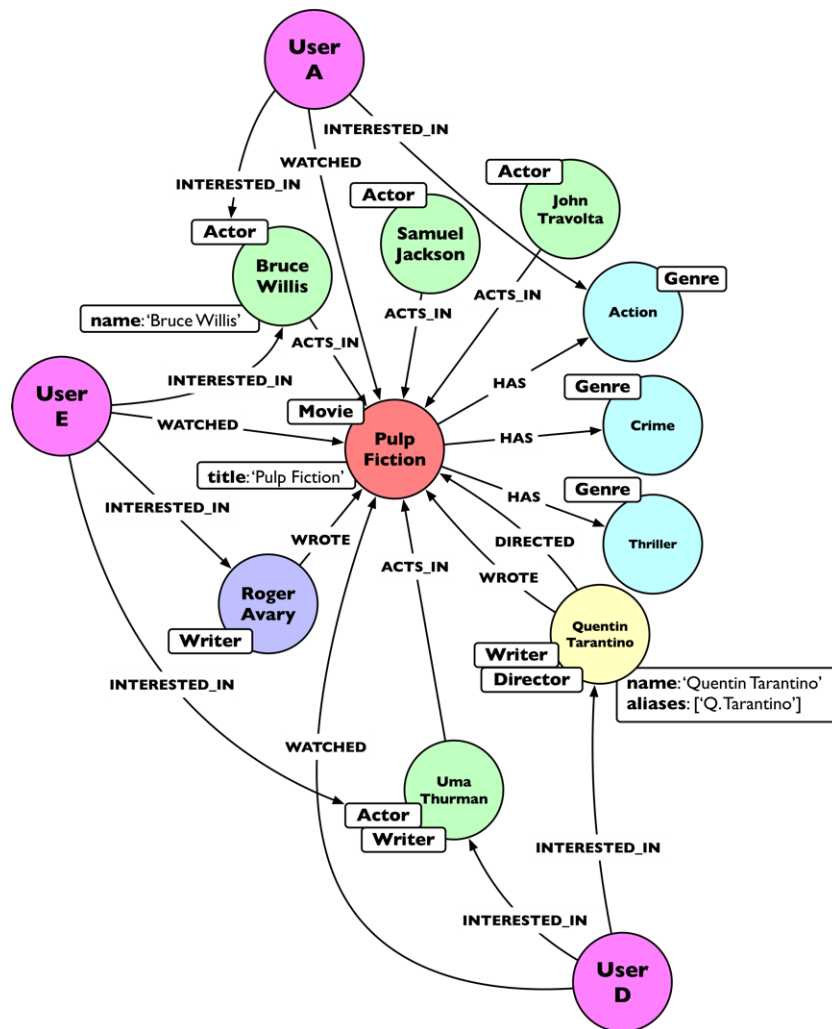 User
A
INTERESTED_IN
WATCHED
INTERESTED_IN
Actor
John
Travolta
Actor
Samuel
Jackson
Actor
Bruce
Willis
name:'Bruce Willis'
Genre
Action
ACTS_IN
ACTS_IN
ACTS_IN
User
E
INTERESTED_IN
HAS
Genre
Crime
Movie
WATCHED
Pulp
Fiction
HAS
title:'Pulp Fiction'
HAS
Genre
Thriller
INTERESTED_IN
WROTE
DIRECTED
ACTS_IN
WROTE
Roger
Avary
Writer
Quentin
Tarantino
Writer
Director
name:'Quentin Tarantino'
aliases: ['Q. Tarantino']
INTERESTED_IN
WATCHED
Uma
Thurman
Actor
Writer
INTERESTED_IN
INTERESTED_IN
User
D